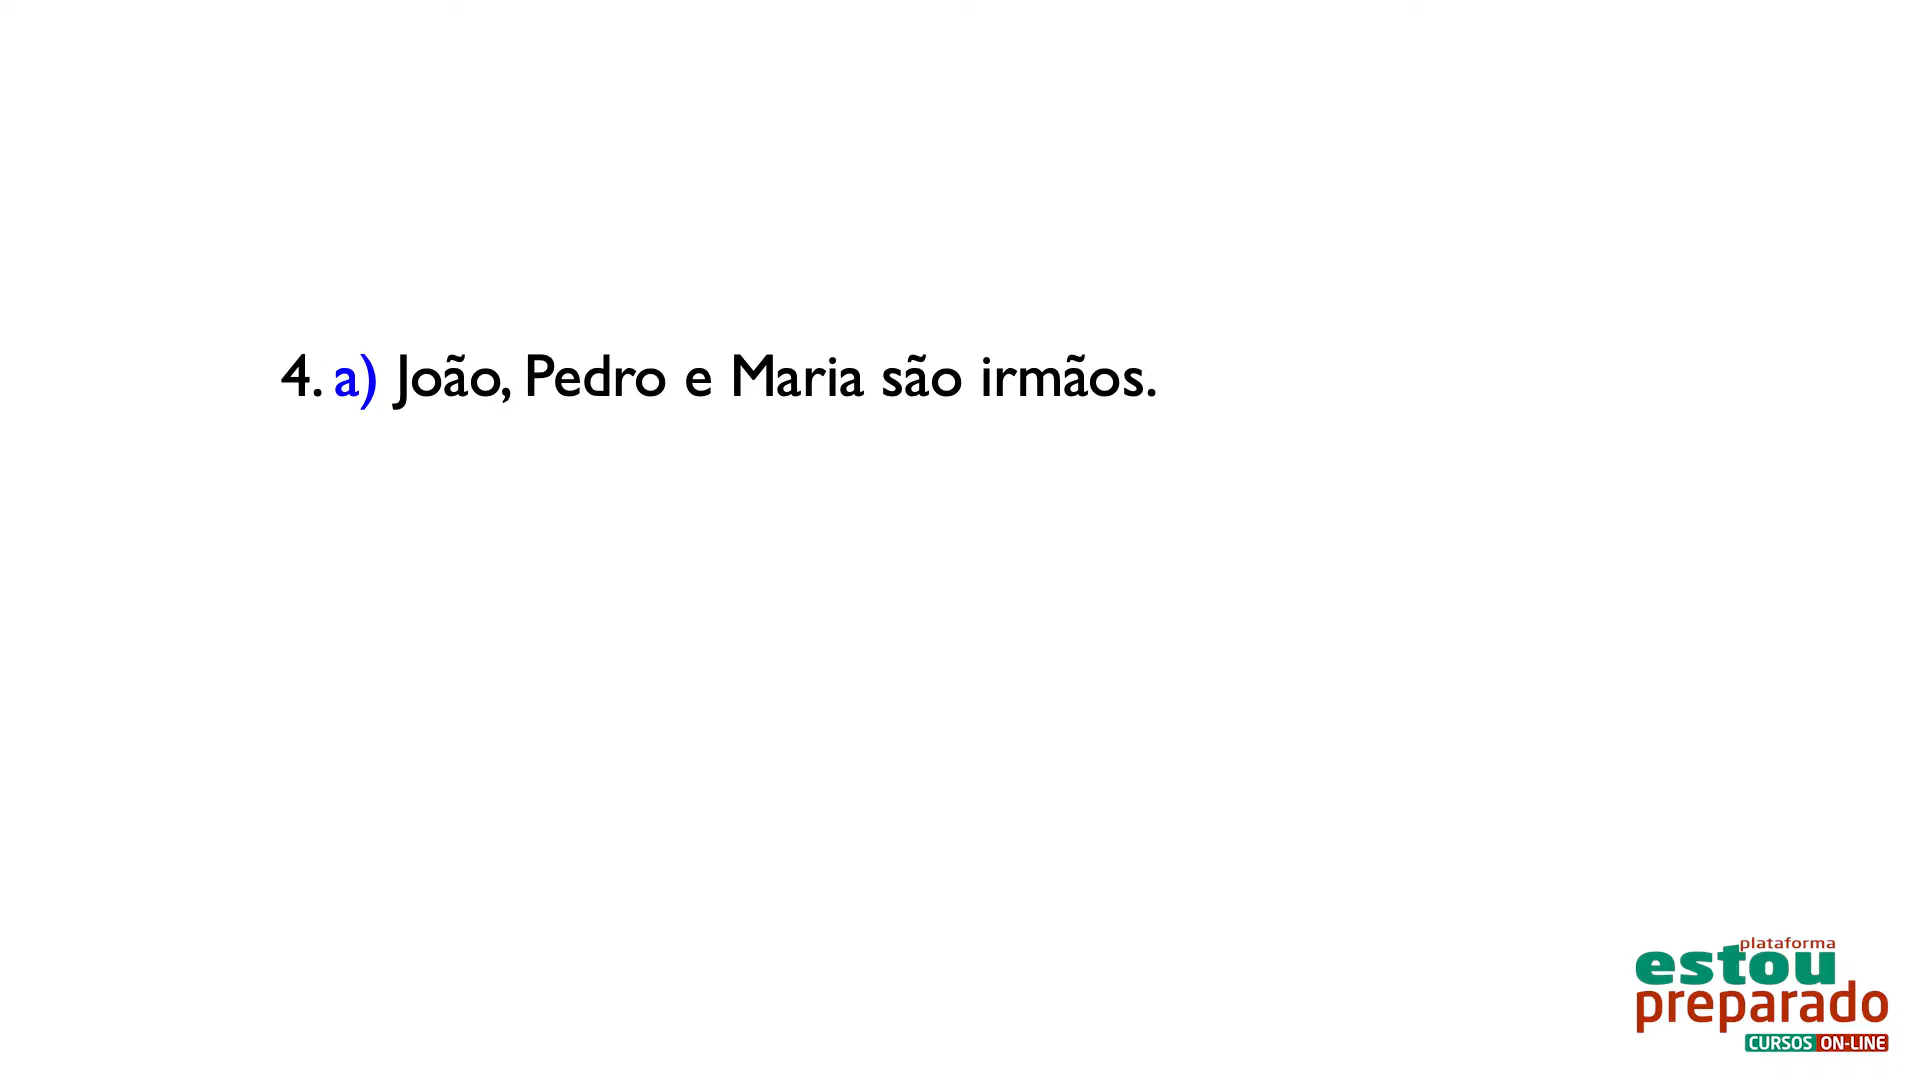 4. a) João, Pedro e Maria são irmãos.
plataforma
estou
preparado
CURSOS ON-LINE